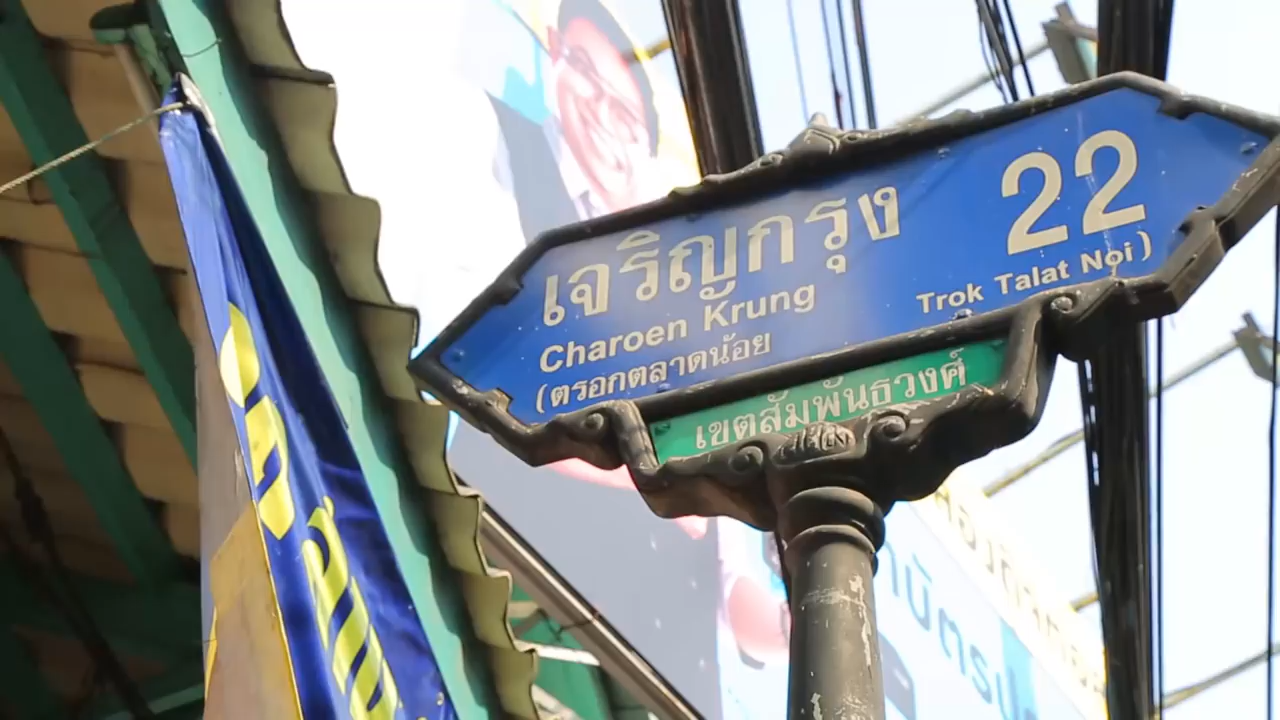 เจริญกรุง 22
Charoen Krung
(ตรอกตลาดน้อย Trok Talat Noi)
เขตสัมพันธวงศ์